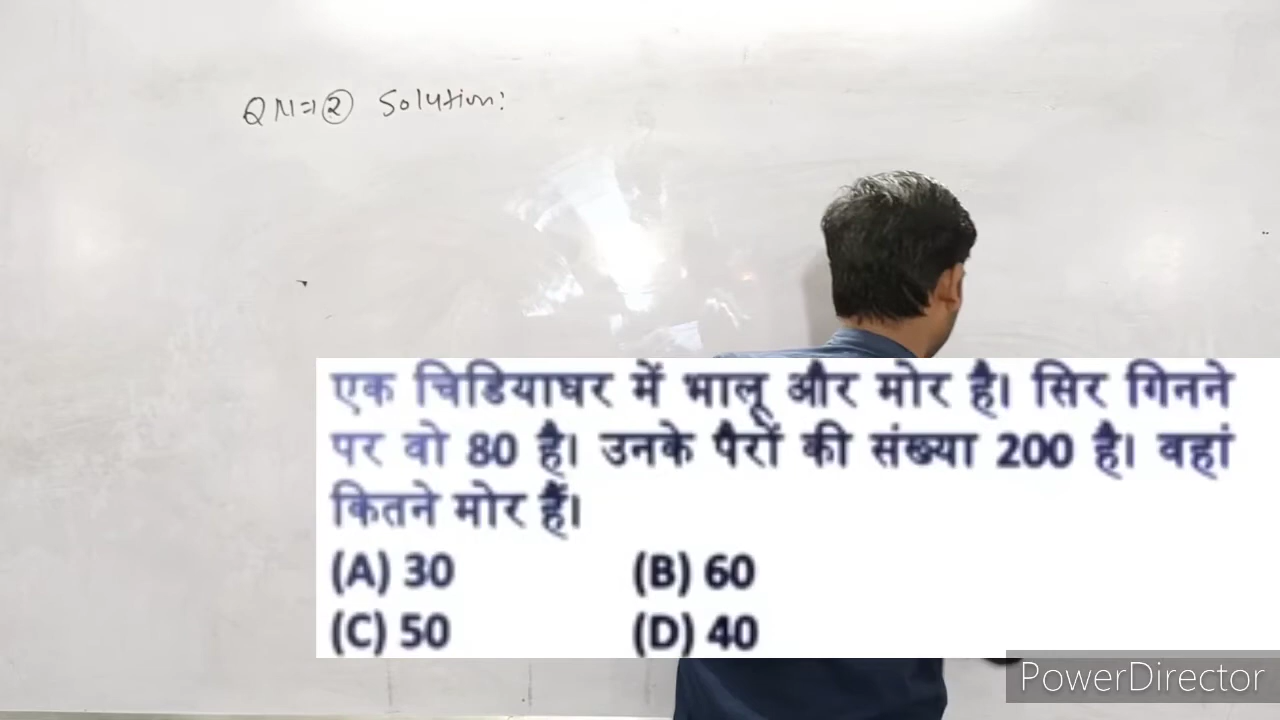 QN=② Solution:
एक चिडियाघर में भालू और मोर है। सिर गिनने
पर वो 80 है। उनके पैरों की संख्या 200 है। वहां
कितने मोर हैं।
(A) 30 (B) 60
(C) 50 (D) 40
PowerDirector